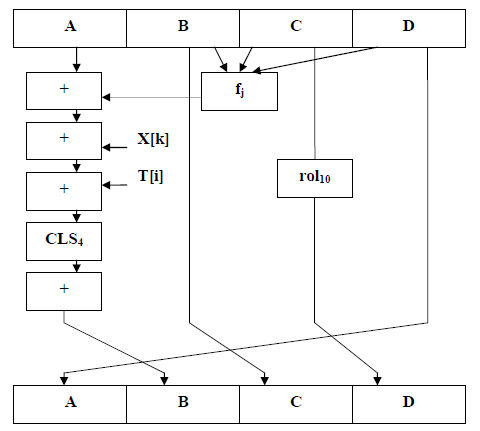 A B C D
+ fj
+ X[k]
+ T[i] rol10
CLS4
+
A B C D